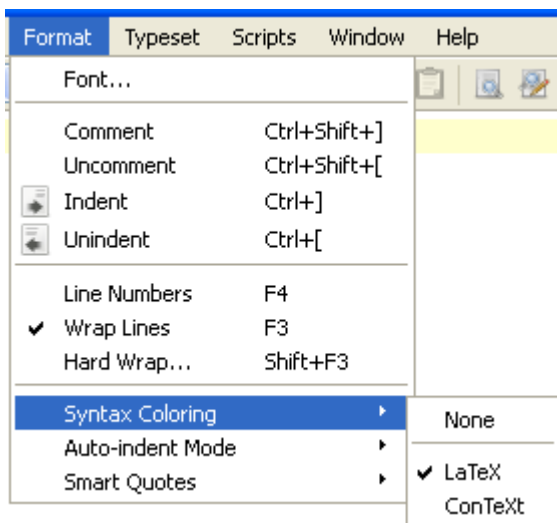 Format Typeset Scripts Window Help
Font...
Comment Ctrl+Shift+]
Uncomment Ctrl+Shift+[
Indent Ctrl+]
Unindent Ctrl+[
Line Numbers F4
Wrap Lines F3
Hard Wrap... Shift+F3
Syntax Coloring
None
Auto-indent Mode
LaTeX
Smart Quotes
ConTeXt